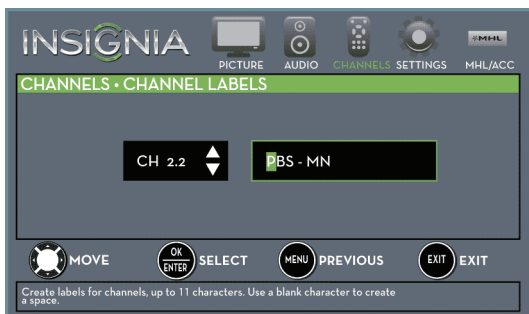 INSIGNIA
PICTURE AUDIO CHANNELS SETTINGS MHL/ACC
MHL
CHANNELS • CHANNEL LABELS
CH 2.2 PBS - MN
MOVE OK ENTER SELECT MENU PREVIOUS EXIT EXIT
Create labels for channels, up to 11 characters. Use a blank character to create
a space.